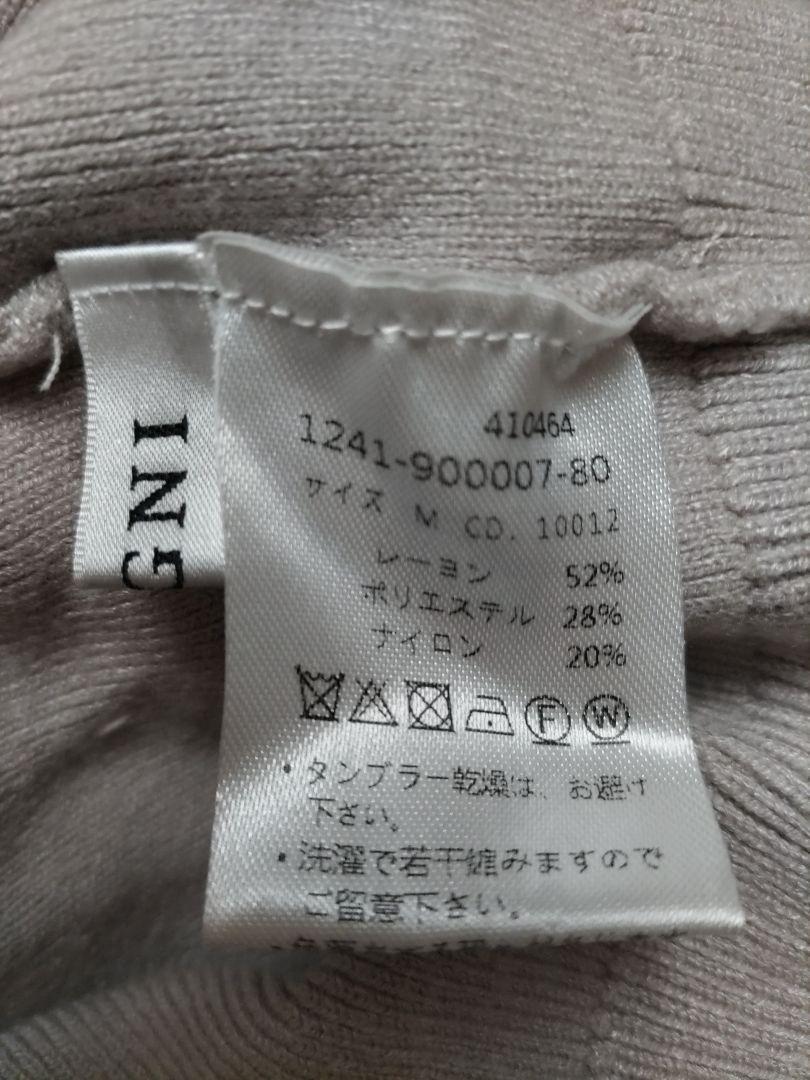 GNI
410464
1241-900007-80
サイズ M CD. 10012
レーヨン 52%
ポリエステル 28%
ナイロン 20%
F W
・タンブラー乾燥は、お避け
下さい。
・洗濯で若干縮みますので
ご留意下さい。